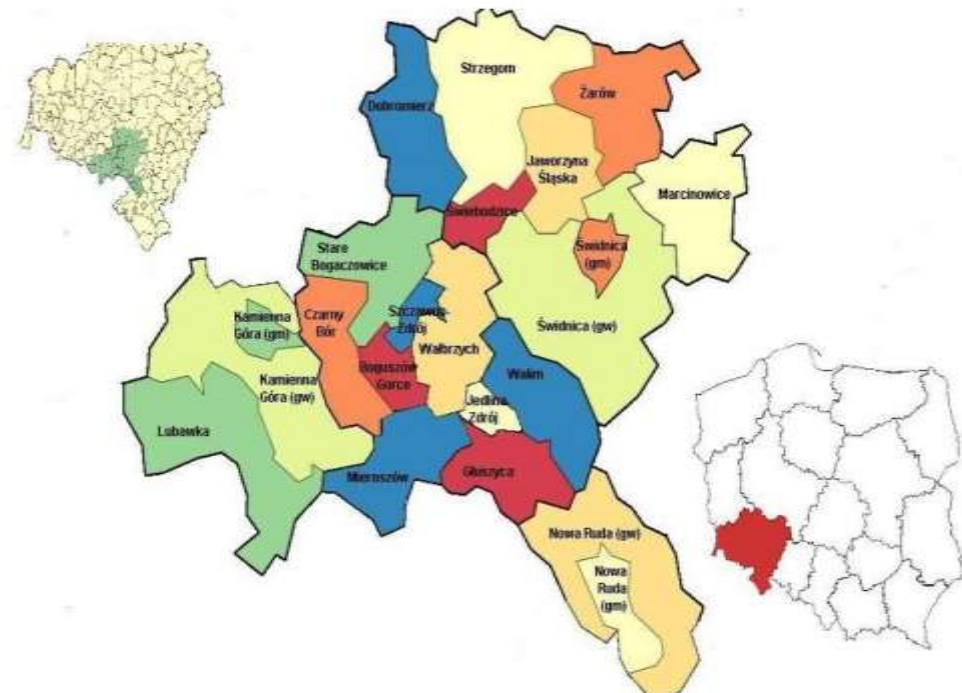 Strzegom
Dobromierz
Żarów
Jaworzyna
Śląska
Marcinowice
Świebodzice
Stare
Bogaczowice
Świdnica
(gm)
Kamienna
Góra (gm)
Czarny
Bór
Szczawno-
Zdrój
Świdnica (gw)
Wałbrzych
Boguszów
Gorce
Walim
Kamienna
Góra (gw)
Jedlina
Zdrój
Lubawka
Mieroszów
Głuszyca
Nowa Ruda (gw)
Nowa
Ruda
(gm)